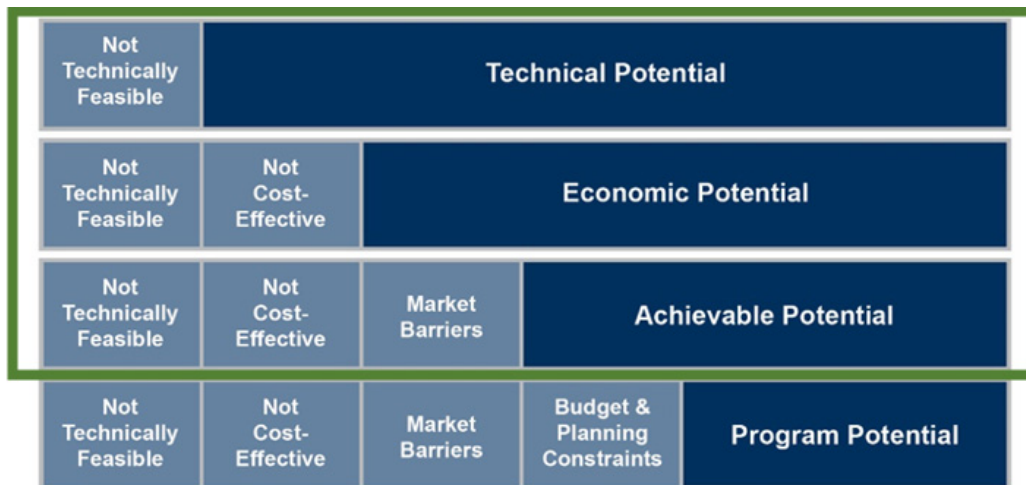 Not
Technically
Feasible
Technical Potential
Not
Technically
Feasible
Not
Cost-
Effective
Economic Potential
Not
Technically
Feasible
Not
Cost-
Effective
Market
Barriers
Achievable Potential
Not
Technically
Feasible
Not
Cost-
Effective
Market
Barriers
Budget &
Planning
Constraints
Program Potential